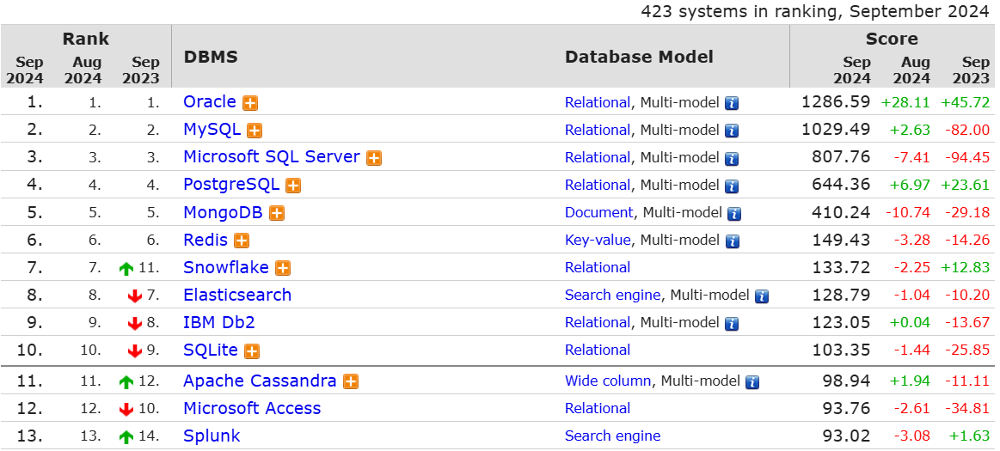 423 systems in ranking, September 2024
Rank DBMS Database Model Score
Sep 2024 Aug 2024 Sep 2023 Sep 2024 Aug 2024 Sep 2023
1. 1. 1. Oracle Relational, Multi-model 1286.59 +28.11 +45.72
2. 2. 2. MySQL Relational, Multi-model 1029.49 +2.63 -82.00
3. 3. 3. Microsoft SQL Server Relational, Multi-model 807.76 -7.41 -94.45
4. 4. 4. PostgreSQL Relational, Multi-model 644.36 +6.97 +23.61
5. 5. 5. MongoDB Document, Multi-model 410.24 -10.74 -29.18
6. 6. 6. Redis Key-value, Multi-model 149.43 -3.28 -14.26
7. 7. 11. Snowflake Relational 133.72 -2.25 +12.83
8. 8. 7. Elasticsearch Search engine, Multi-model 128.79 -1.04 -10.20
9. 9. 8. IBM Db2 Relational, Multi-model 123.05 +0.04 -13.67
10. 10. 9. SQLite Relational 103.35 -1.44 -25.85
11. 11. 12. Apache Cassandra Wide column, Multi-model 98.94 +1.94 -11.11
12. 12. 10. Microsoft Access Relational 93.76 -2.61 -34.81
13. 13. 14. Splunk Search engine 93.02 -3.08 +1.63